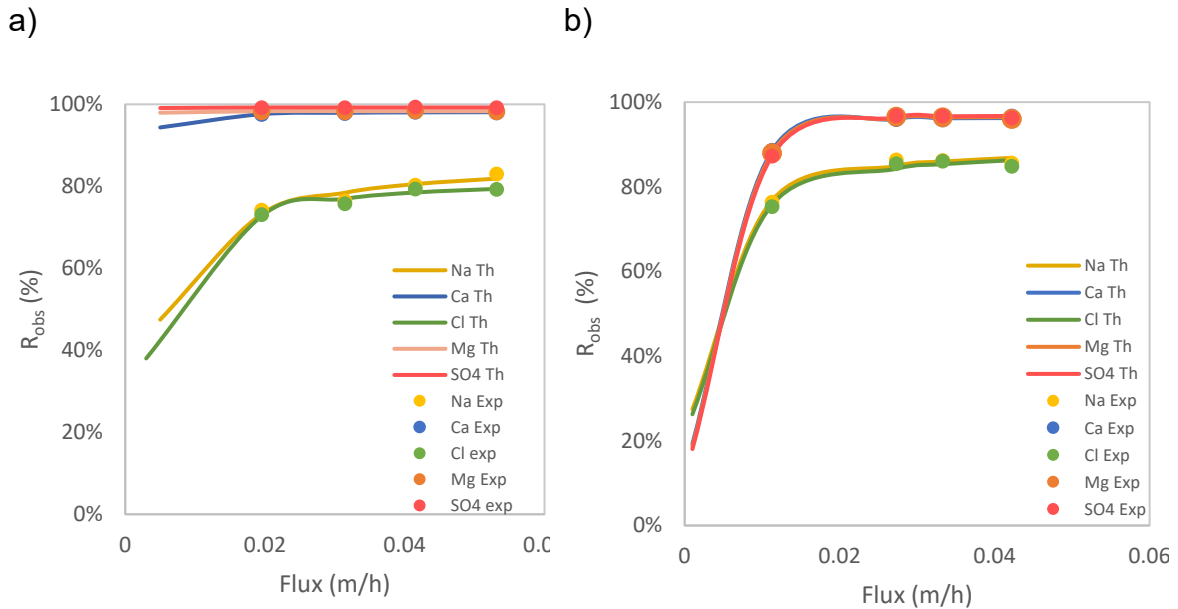 a)
100%
80%
60%
40%
20%
0%
R_obs (%)
0
0.02
0.04
Flux (m/h)
Na Th
Ca Th
Cl Th
Mg Th
SO4 Th
Na Exp
Ca Exp
Cl exp
Mg Exp
SO4 exp
b)
100%
80%
60%
40%
20%
0%
R_obs (%)
0
0.02
0.04
0.06
Flux (m/h)
Na Th
Ca Th
Cl Th
Mg Th
SO4 Th
Na Exp
Ca Exp
Cl Exp
Mg Exp
SO4 Exp